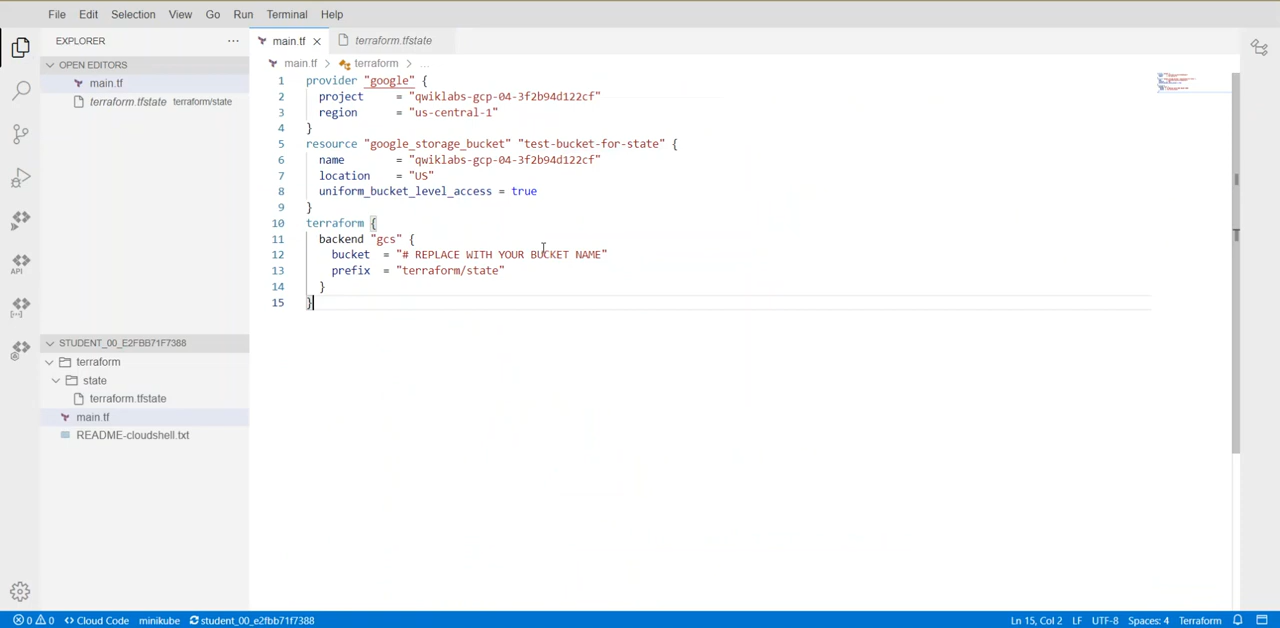 File Edit Selection View Go Run Terminal Help
EXPLORER ...
OPEN EDITORS
main.tf
terraform.tfstate terraform/state
STUDENT_00_E2FBB71F7388
terraform
state
terraform.tfstate
main.tf
README-cloudshell.txt
API
main.tf terraform.tfstate
main.tf > terraform > ...
1 provider "google" {
2 project = "qwiklabs-gcp-04-3f2b94d122cf"
3 region = "us-central-1"
4 }
5 resource "google_storage_bucket" "test-bucket-for-state" {
6 name = "qwiklabs-gcp-04-3f2b94d122cf"
7 location = "US"
8 uniform_bucket_level_access = true
9 }
10 terraform {
11 backend "gcs" {
12 bucket = "# REPLACE WITH YOUR BUCKET NAME"
13 prefix = "terraform/state"
14 }
15 }
0 0 Cloud Code minikube student_00_e2fbb71f7388 Ln 15, Col 2 LF UTF-8 Spaces: 4 Terraform